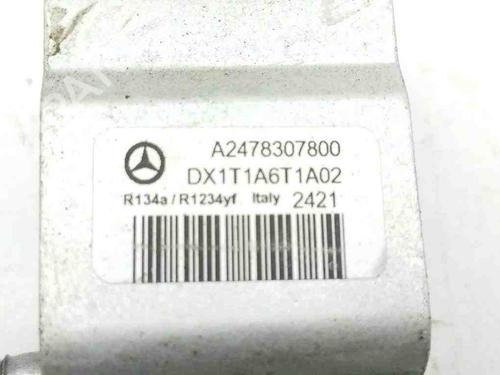 A2478307800
DX1T1A6T1A02
R134a / R1234yf Italy 2421